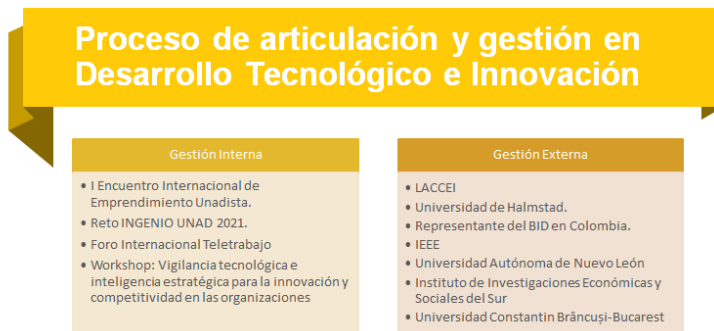 Proceso de articulación y gestión en
Desarrollo Tecnológico e Innovación
Gestión Interna
• I Encuentro Internacional de
Emprendimiento Unadista.
• Reto INGENIO UNAD 2021.
• Foro Internacional Teletrabajo
• Workshop: Vigilancia tecnológica e
inteligencia estratégica para la innovación y
competitividad en las organizaciones
Gestión Externa
• LACCEI
• Universidad de Halmstad.
• Representante del BID en Colombia.
• IEEE
• Universidad Autónoma de Nuevo León
• Instituto de Investigaciones Económicas y
Sociales del Sur
• Universidad Constantin Brâncuși-Bucarest